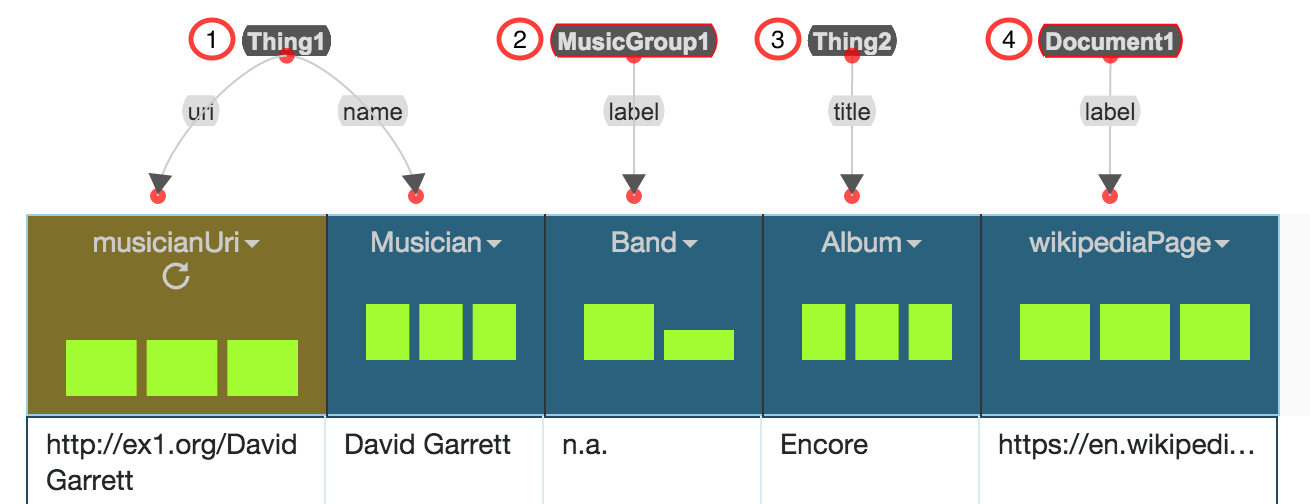 1 Thing1 2 MusicGroup1 3 Thing2 4 Document1
uri name label title label
musicianUri Musician Band Album wikipediaPage
http://ex1.org/David David Garrett n.a. Encore https://en.wikipedi…
Garrett